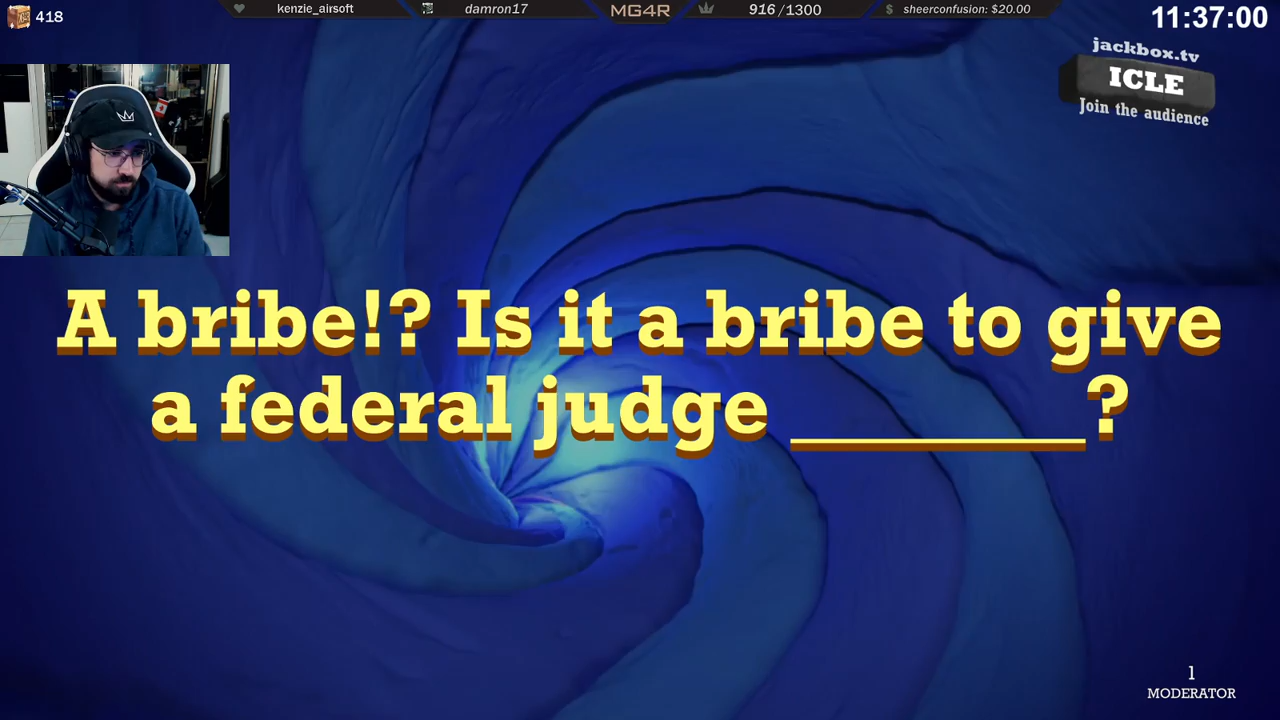 418
kenzie_airsoft
damron17
MG4R
916 /1300
$ sheerconfusion: $20.00
11:37:00
jackbox.tv
ICLE
Join the audience
A bribe!? Is it a bribe to give
a federal judge ________?
1
MODERATOR